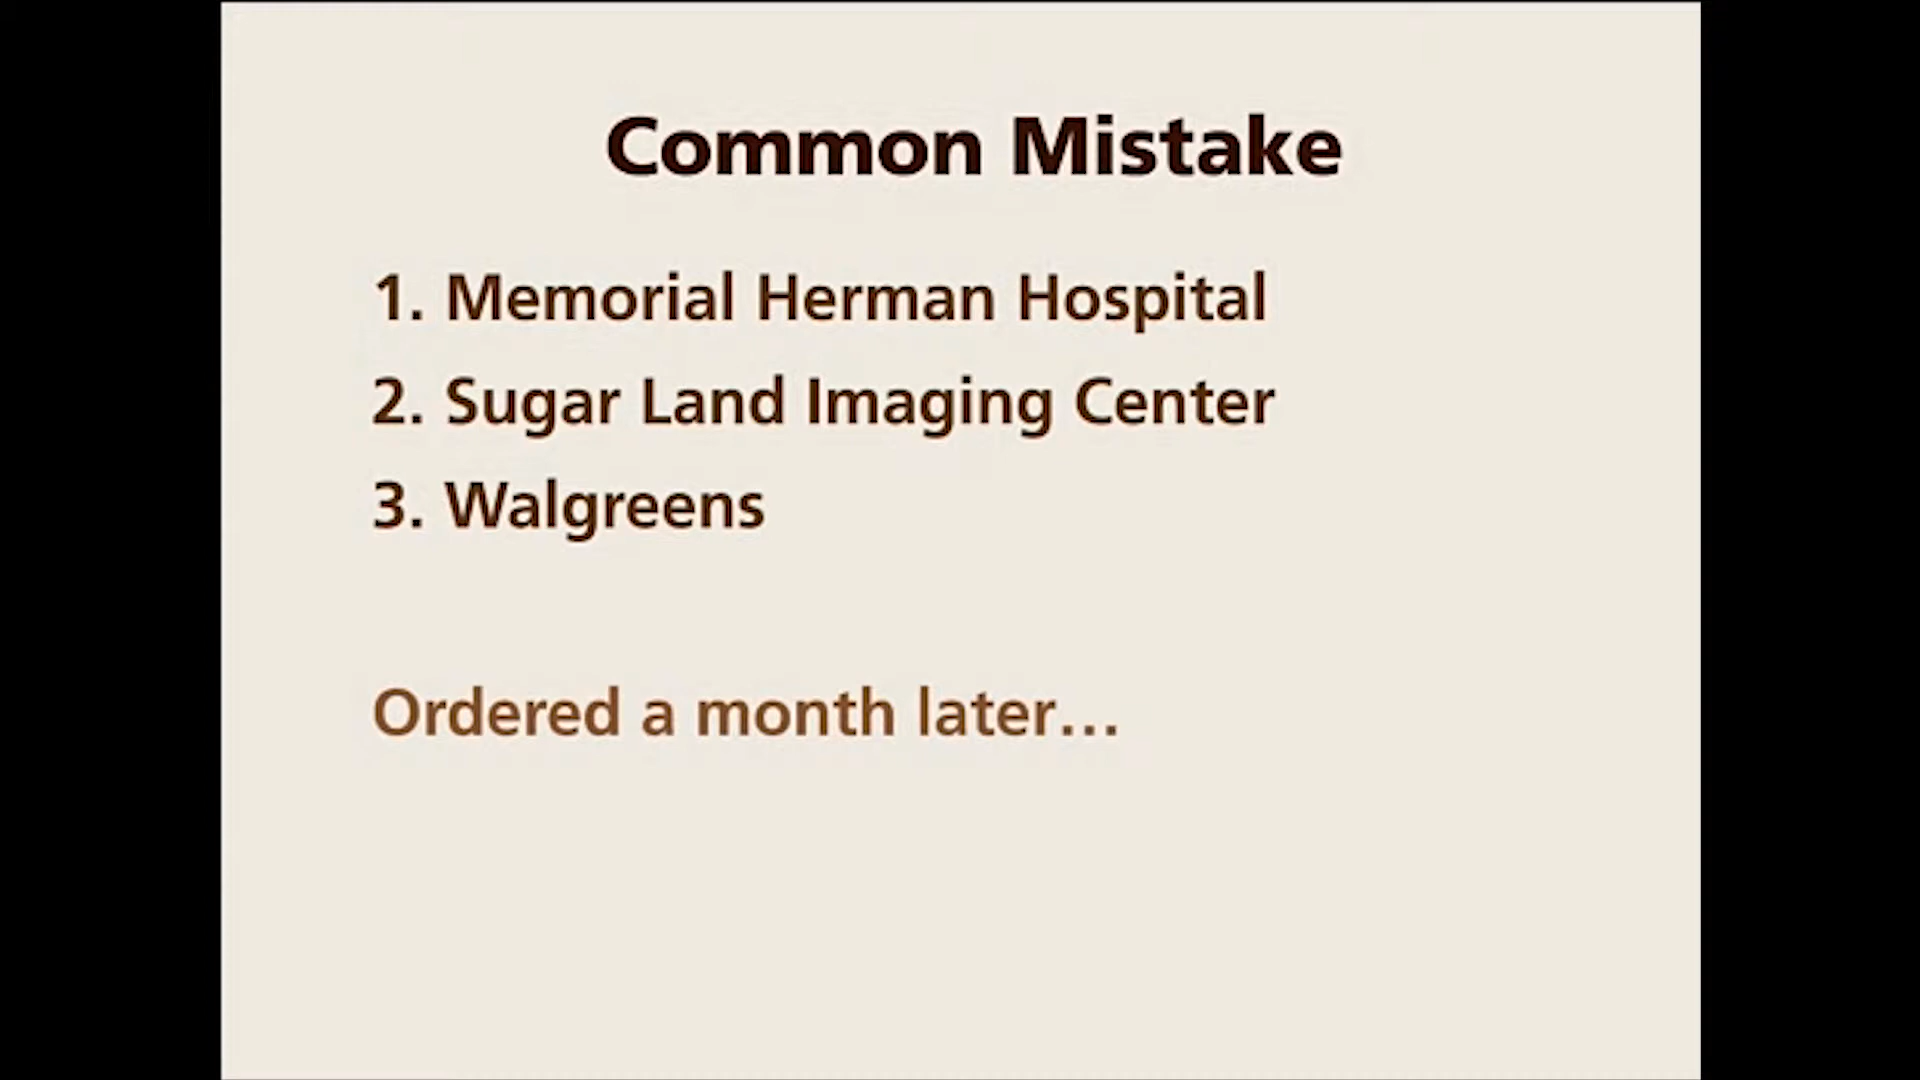 Common Mistake
1. Memorial Herman Hospital
2. Sugar Land Imaging Center
3. Walgreens
Ordered a month later...